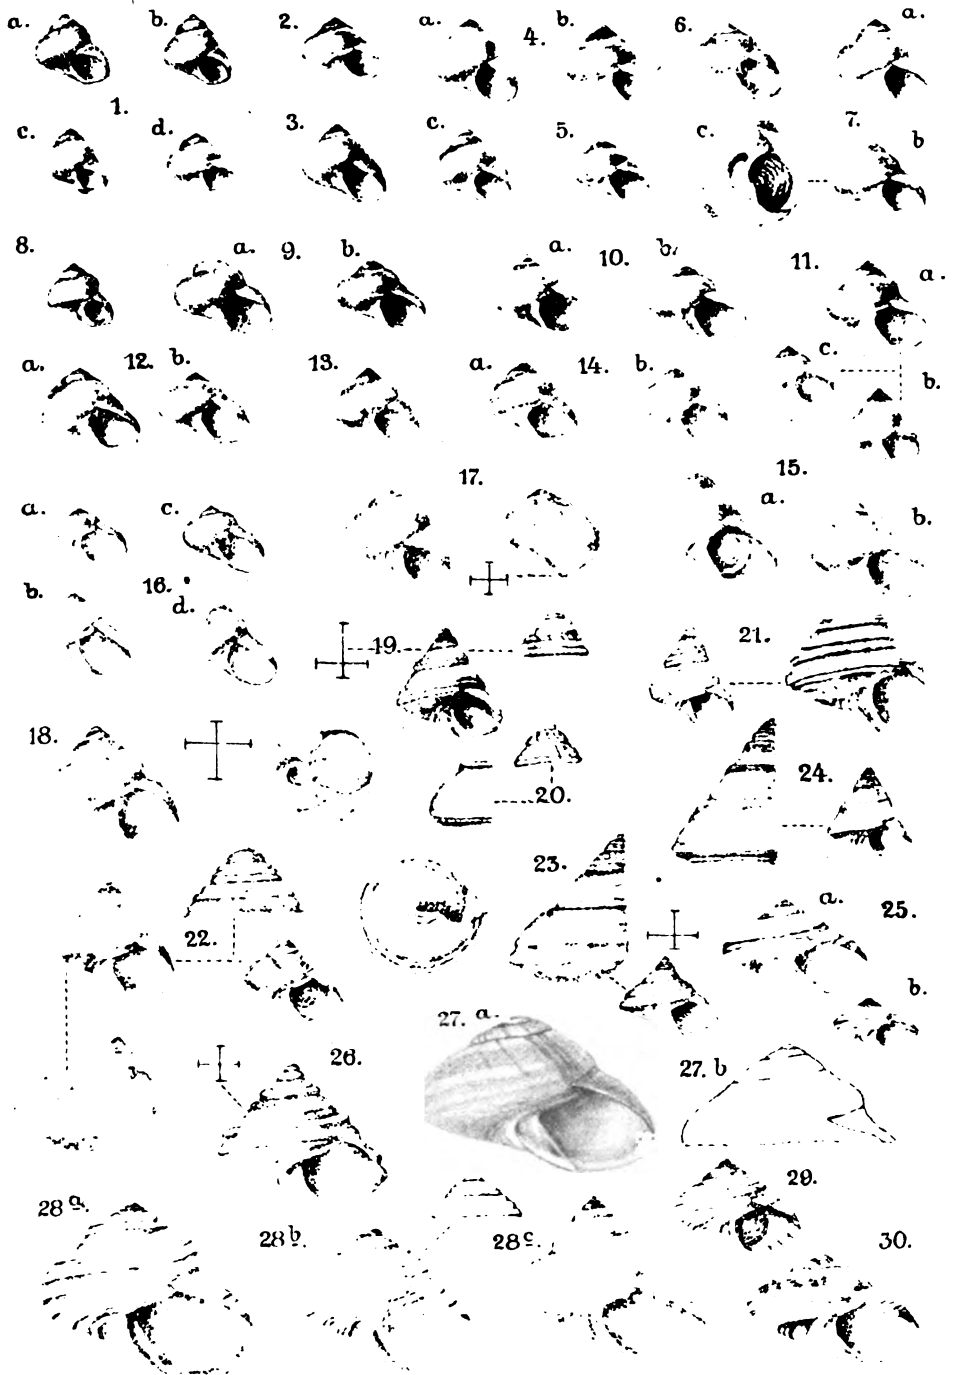 a. b. 2. a. b. 6. a.
4.
1.
c. d. 3. c. 5. c. 7. b
8. a. 9. b. a. 10. b. 11. a.
a. 12. b. 13. a. 14. b. c. b.
17. 15.
a. c. a. b.
b. 16. d.
19. 21.
18. 20. 24.
22. 23. a. 25.
b.
26. 27. a. 27. b
28 a. 28 b. 28 c. 29.
30.